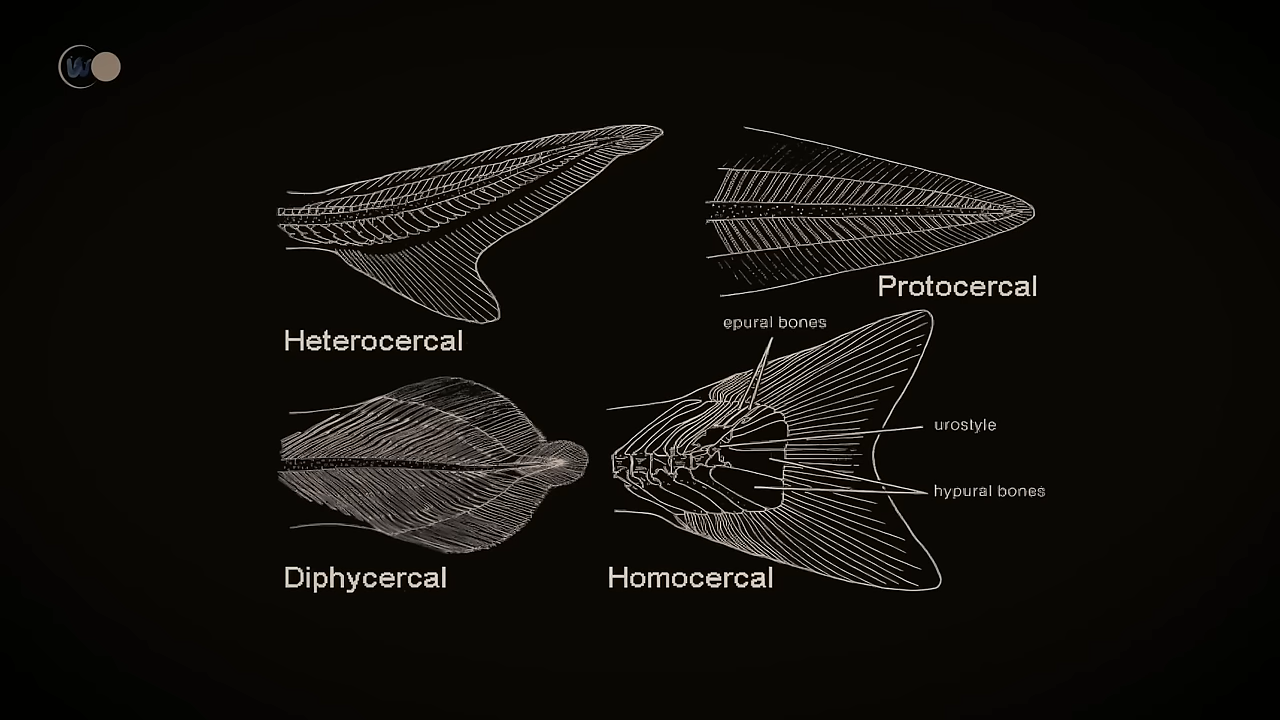 W
Protocercal
epural bones
Heterocercal
urostyle
hypural bones
Diphycercal
Homocercal